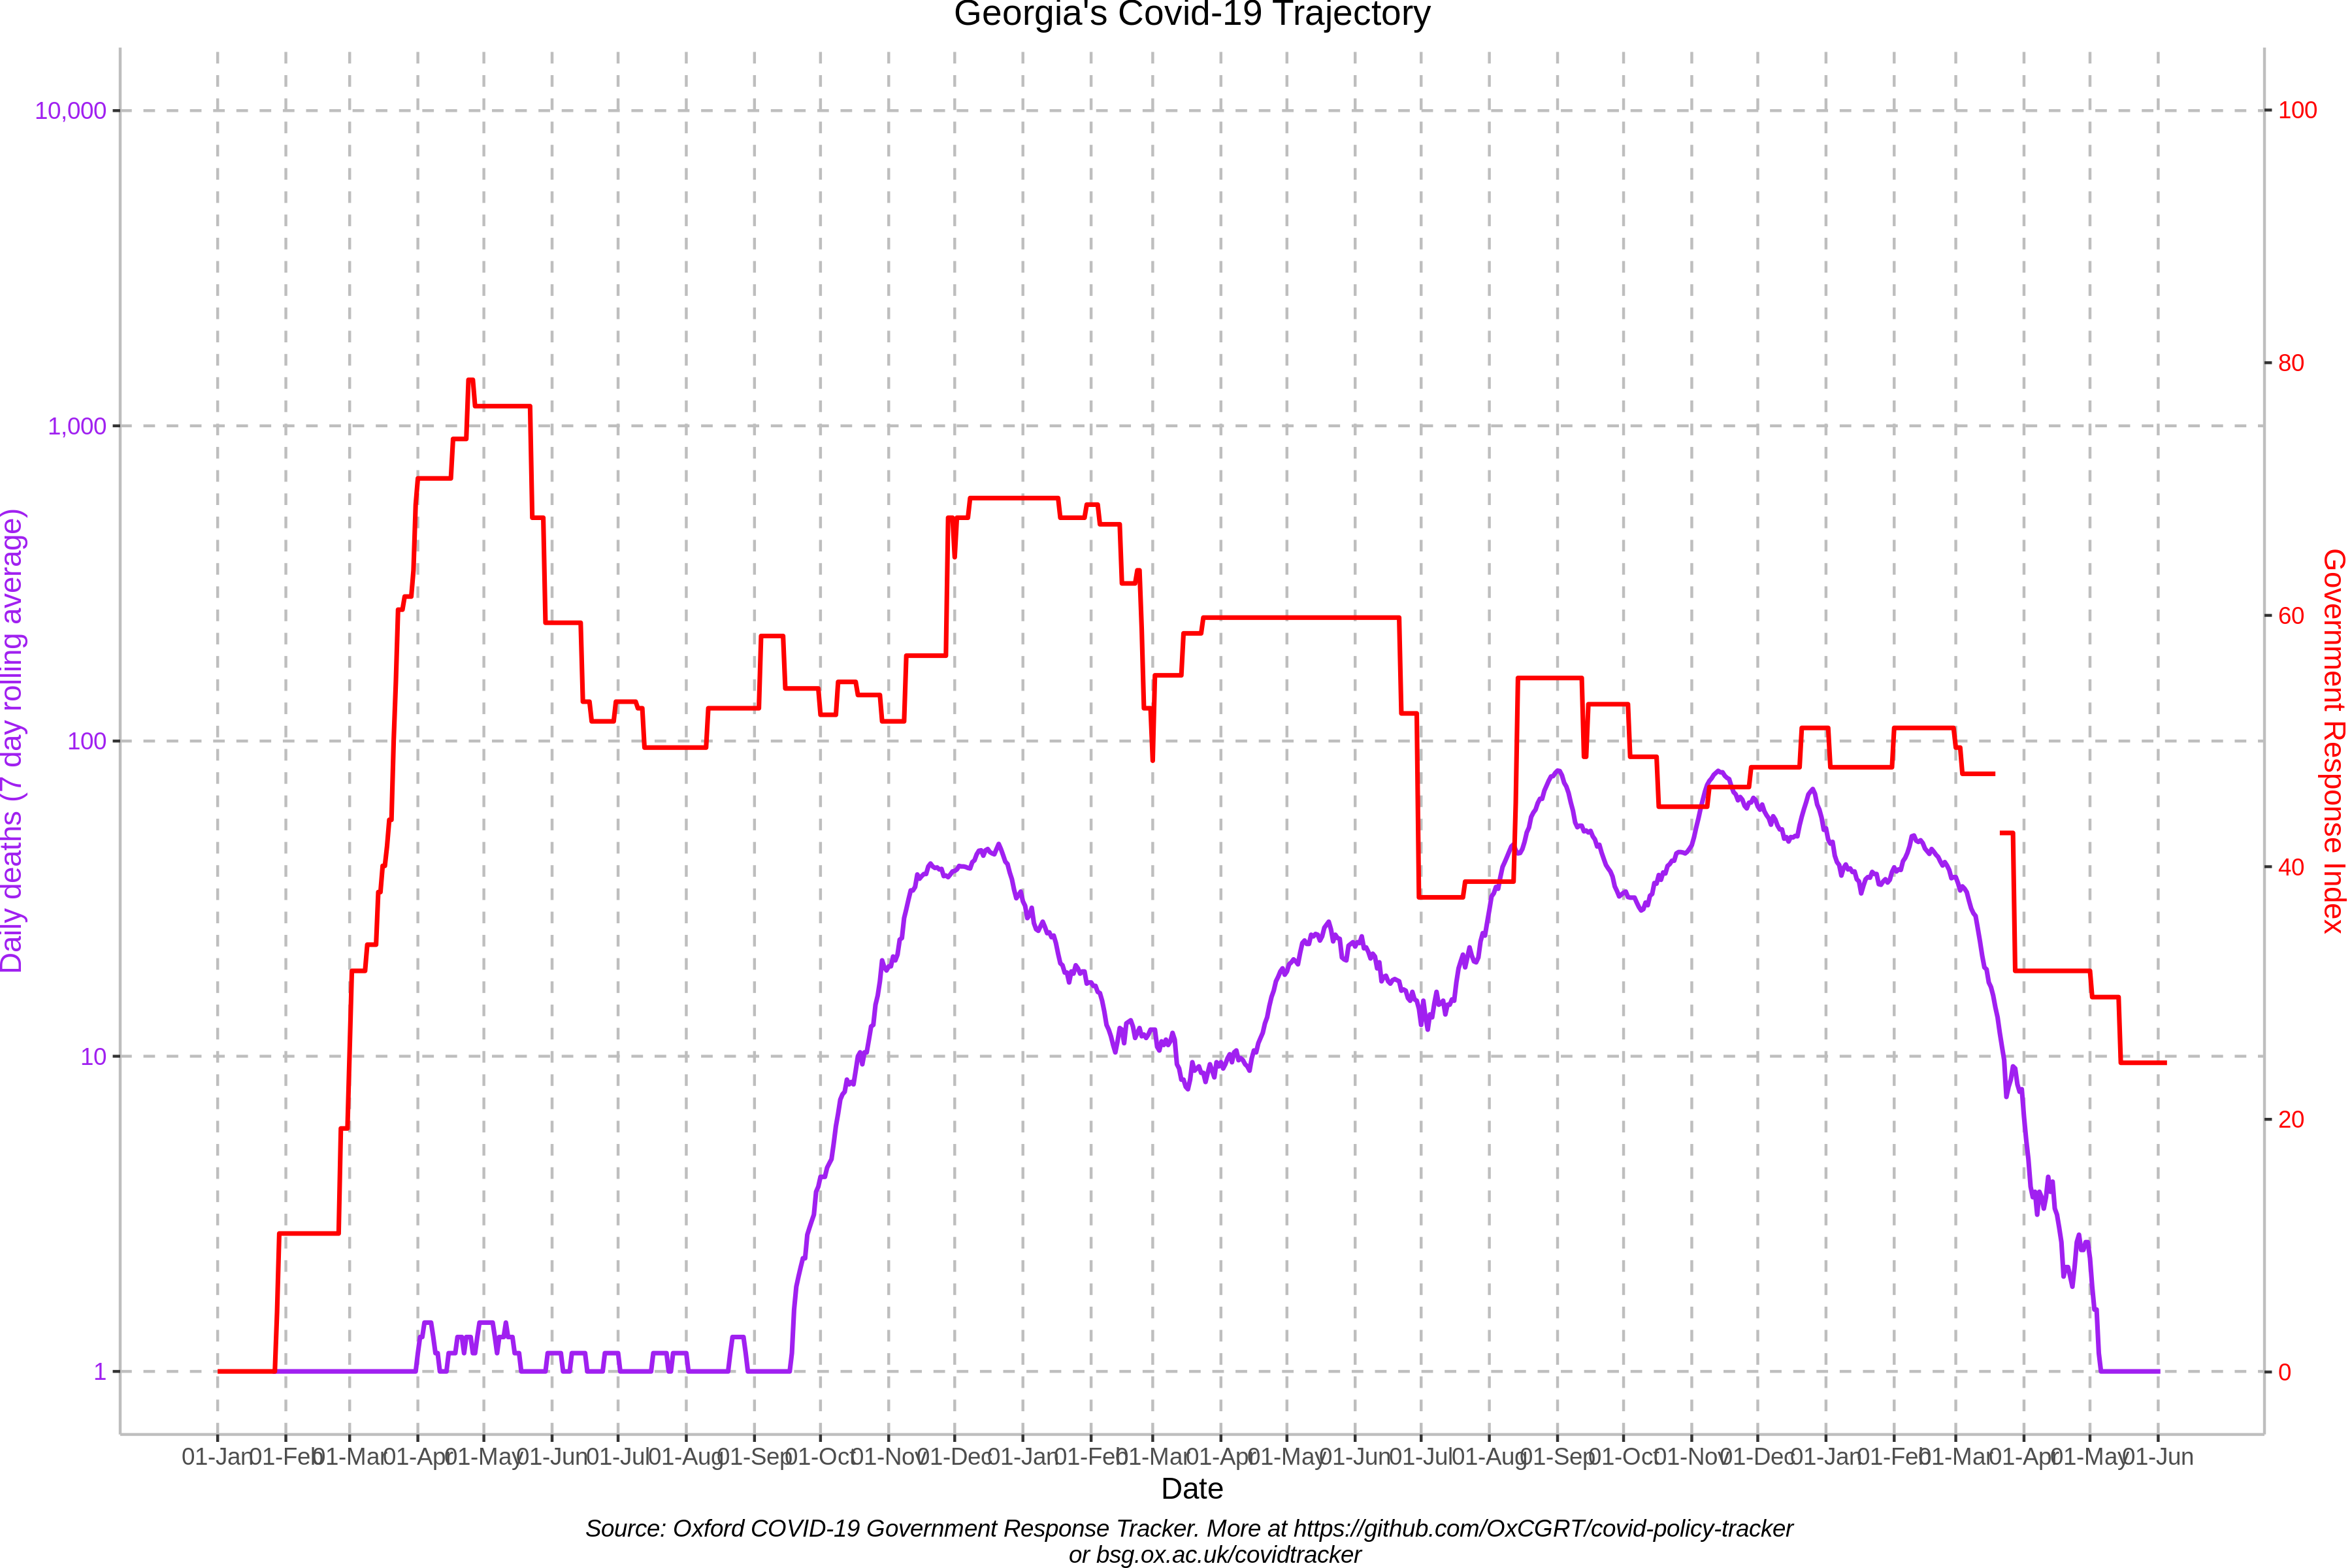 Georgia's Covid-19 Trajectory
10,000
1,000
100
10
1
Daily deaths (7 day rolling average)
100
80
60
40
20
0
Government Response Index
01-Jan 01-Feb 01-Mar 01-Apr 01-May 01-Jun 01-Jul 01-Aug 01-Sep 01-Oct 01-Nov 01-Dec 01-Jan 01-Feb 01-Mar 01-Apr 01-May 01-Jun 01-Jul 01-Aug 01-Sep 01-Oct 01-Nov 01-Dec 01-Jan 01-Feb 01-Mar 01-Apr 01-May 01-Jun
Date
Source: Oxford COVID-19 Government Response Tracker. More at https://github.com/OxCGRT/covid-policy-tracker
or bsg.ox.ac.uk/covidtracker